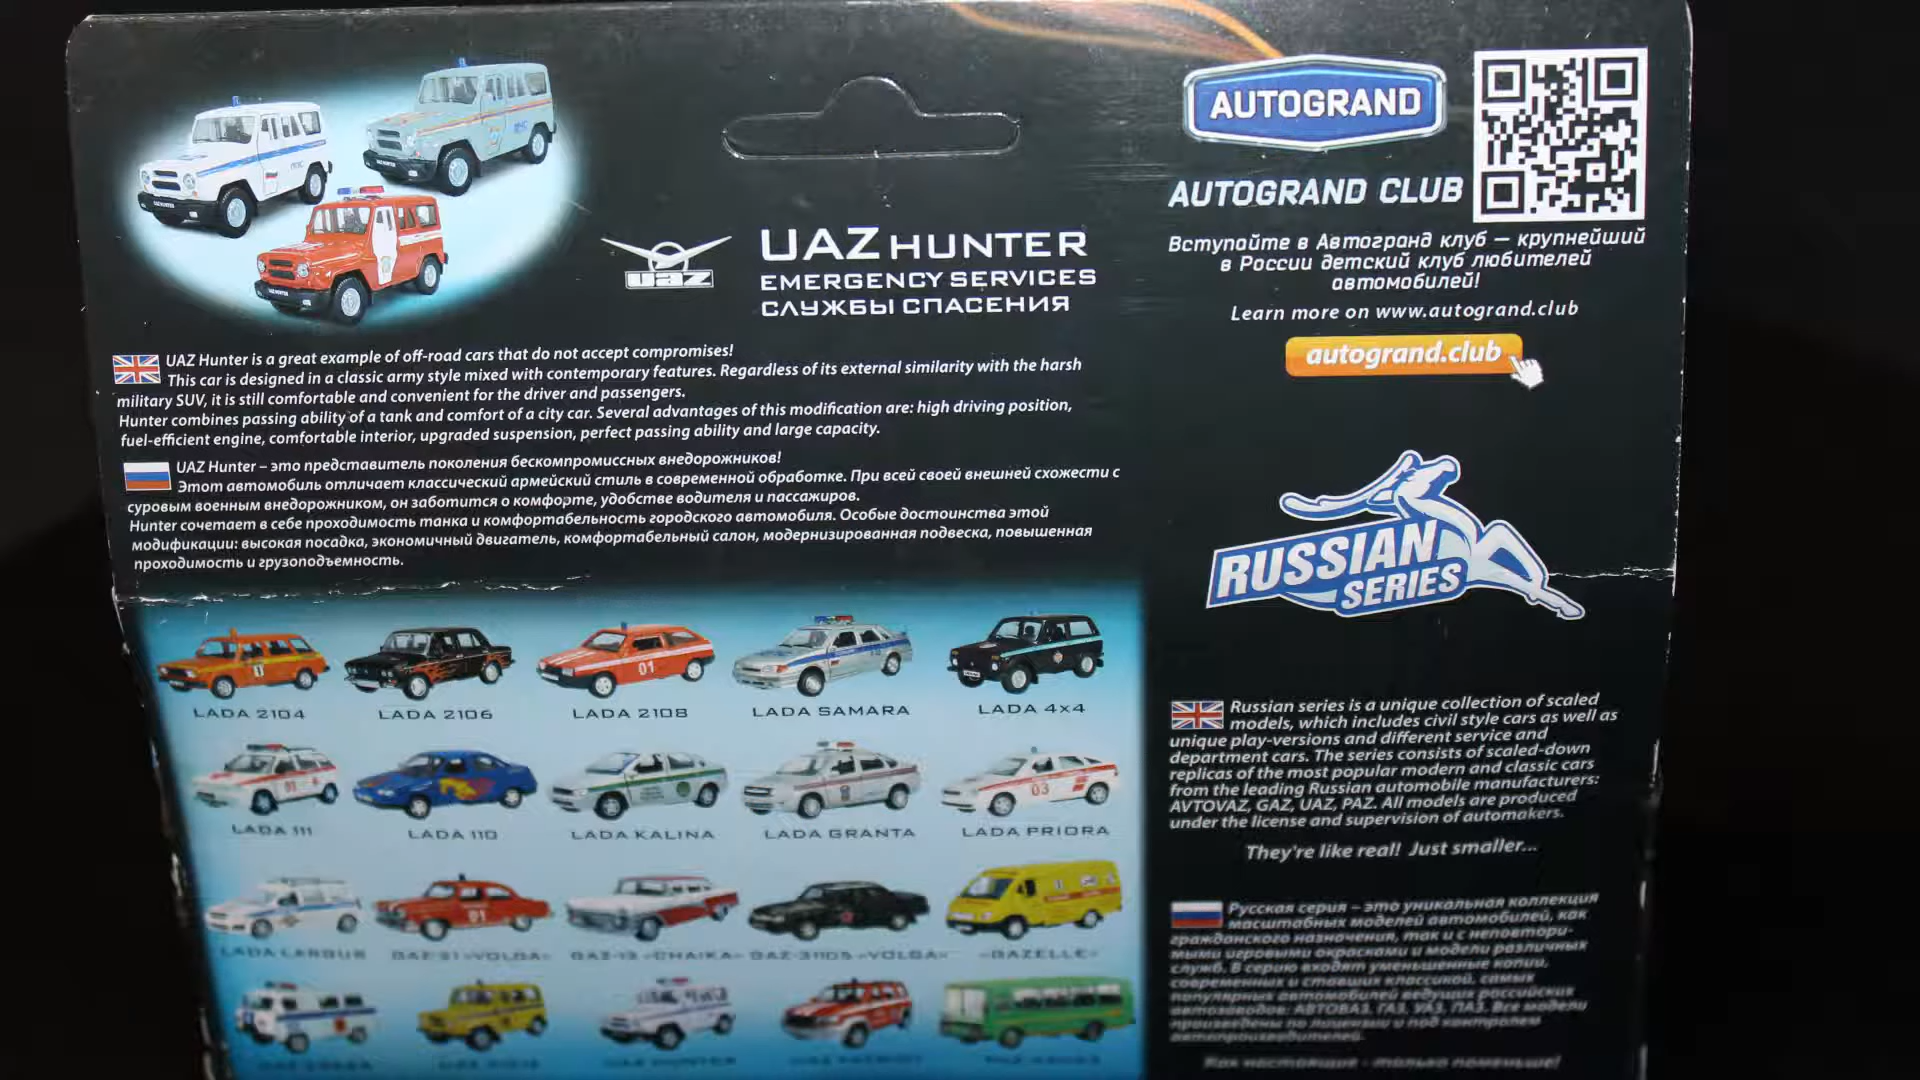 AUTOGRAND
AUTOGRAND CLUB
Вступайте в Автогранд клуб – крупнейший
в России детский клуб любителей
автомобилей!
Learn more on www.autogrand.club
autogrand.club
uaz
UAZ HUNTER
EMERGENCY SERVICES
СЛУЖБЫ СПАСЕНИЯ
UAZ Hunter is a great example of off-road cars that do not accept compromises!
This car is designed in a classic army style mixed with contemporary features. Regardless of its external similarity with the harsh
military SUV, it is still comfortable and convenient for the driver and passengers.
Hunter combines passing ability of a tank and comfort of a city car. Several advantages of this modification are: high driving position,
fuel-efficient engine, comfortable interior, upgraded suspension, perfect passing ability and large capacity.
UAZ Hunter – это представитель поколения бескомпромиссных внедорожников!
Этот автомобиль отличает классический армейский стиль в современной обработке. При всей своей внешней схожести с
суровым военным внедорожником, он заботится о комфорте, удобстве водителя и пассажиров.
Hunter сочетает в себе проходимость танка и комфортабельность городского автомобиля. Особые достоинства этой
модификации: высокая посадка, экономичный двигатель, комфортабельный салон, модернизированная подвеска, повышенная
проходимость и грузоподъемность.
RUSSIAN
SERIES
01
LADA 2104 LADA 2106 LADA 2108 LADA SAMARA LADA 4x4
03
LADA 111 LADA 110 LADA KALINA LADA GRANTA LADA PRIORA
01
LADA LARGUS GAZ-21 «VOLGA» GAZ-13 «CHAIKA» GAZ-31105 «VOLGA» «GAZELLE»
UAZ HUNTER UAZ PATRIOT
Russian series is a unique collection of scaled
models, which includes civil style cars as well as
unique play-versions and different service and
department cars. The series consists of scaled-down
replicas of the most popular modern and classic cars
from the leading Russian automobile manufacturers:
AVTOVAZ, GAZ, UAZ, PAZ. All models are produced
under the license and supervision of automakers.
They're like real! Just smaller...
Русская серия – это уникальная коллекция
масштабных моделей автомобилей, как
гражданского назначения, так и с неповтори-
мыми игровыми окрасками и модели различных
служб. В серию входят уменьшенные копии,
современных и ставших классикой, самых
популярных автомобилей ведущих российских
автозаводов: АВТОВАЗ, ГАЗ, УАЗ, ПАЗ. Все модели
произведены по лицензии и под контролем
автопроизводителей.
Как настоящие - только поменьше!